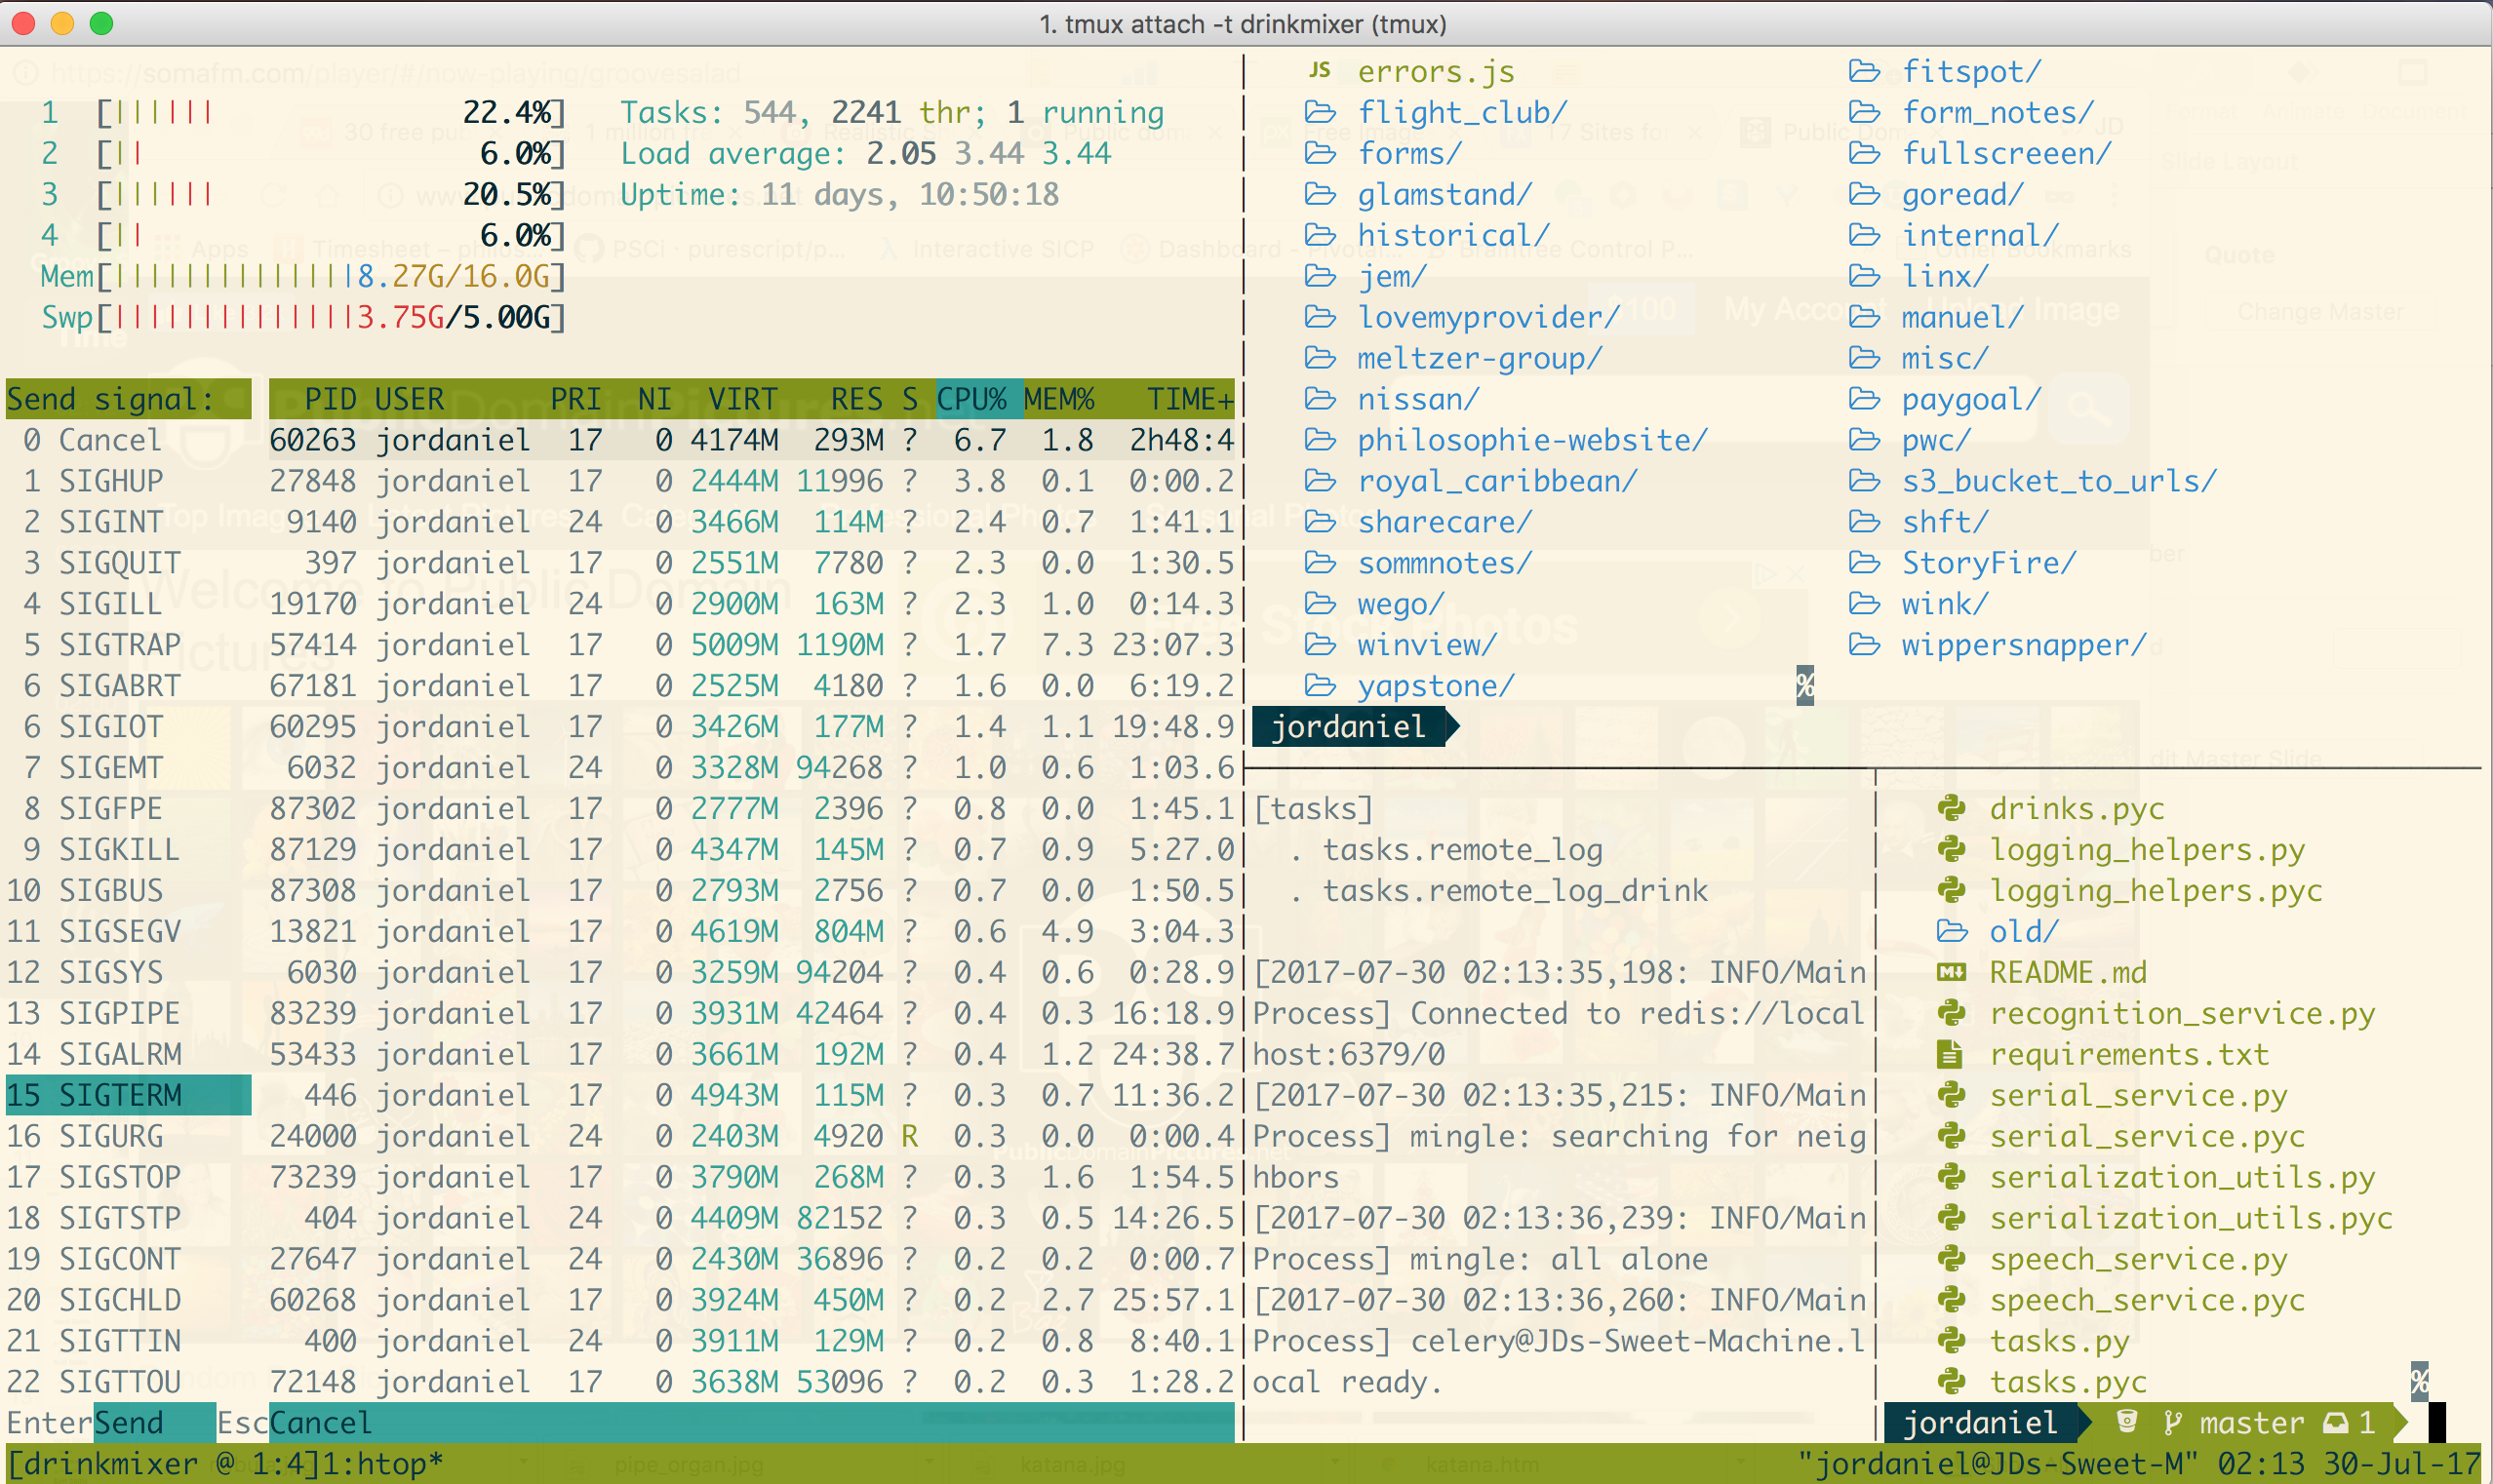 1. tmux attach -t drinkmixer (tmux)
https://somafm.com/player/#/now-playing/groovesalad
1 [|||||| 22.4%] Tasks: 544, 2241 thr; 1 running
2 [|| 6.0%] Load average: 2.05 3.44 3.44
3 [|||||| 20.5%] Uptime: 11 days, 10:50:18
4 [|| 6.0%]
Mem[||||||||||||||8.27G/16.0G]
Swp[||||||||||||||3.75G/5.00G]
Send signal: PID USER PRI NI VIRT RES S CPU% MEM% TIME+
0 Cancel 60263 jordaniel 17 0 4174M 293M ? 6.7 1.8 2h48:4
1 SIGHUP 27848 jordaniel 17 0 2444M 11996 ? 3.8 0.1 0:00.2
2 SIGINT 9140 jordaniel 24 0 3466M 114M ? 2.4 0.7 1:41.1
3 SIGQUIT 397 jordaniel 17 0 2551M 7780 ? 2.3 0.0 1:30.5
4 SIGILL 19170 jordaniel 24 0 2900M 163M ? 2.3 1.0 0:14.3
5 SIGTRAP 57414 jordaniel 17 0 5009M 1190M ? 1.7 7.3 23:07.3
6 SIGABRT 67181 jordaniel 17 0 2525M 4180 ? 1.6 0.0 6:19.2
6 SIGIOT 60295 jordaniel 17 0 3426M 177M ? 1.4 1.1 19:48.9
7 SIGEMT 6032 jordaniel 24 0 3328M 94268 ? 1.0 0.6 1:03.6
8 SIGFPE 87302 jordaniel 17 0 2777M 2396 ? 0.8 0.0 1:45.1
9 SIGKILL 87129 jordaniel 17 0 4347M 145M ? 0.7 0.9 5:27.0
10 SIGBUS 87308 jordaniel 17 0 2793M 2756 ? 0.7 0.0 1:50.5
11 SIGSEGV 13821 jordaniel 17 0 4619M 804M ? 0.6 4.9 3:04.3
12 SIGSYS 6030 jordaniel 17 0 3259M 94204 ? 0.4 0.6 0:28.9
13 SIGPIPE 83239 jordaniel 17 0 3931M 42464 ? 0.4 0.3 16:18.9
14 SIGALRM 53433 jordaniel 17 0 3661M 192M ? 0.4 1.2 24:38.7
15 SIGTERM 446 jordaniel 17 0 4943M 115M ? 0.3 0.7 11:36.2
16 SIGURG 24000 jordaniel 24 0 2403M 4920 R 0.3 0.0 0:00.4
17 SIGSTOP 73239 jordaniel 17 0 3790M 268M ? 0.3 1.6 1:54.5
18 SIGTSTP 404 jordaniel 24 0 4409M 82152 ? 0.3 0.5 14:26.5
19 SIGCONT 27647 jordaniel 24 0 2430M 36896 ? 0.2 0.2 0:00.7
20 SIGCHLD 60268 jordaniel 17 0 3924M 450M ? 0.2 2.7 25:57.1
21 SIGTTIN 400 jordaniel 24 0 3911M 129M ? 0.2 0.8 8:40.1
22 SIGTTOU 72148 jordaniel 17 0 3638M 53096 ? 0.2 0.3 1:28.2
EnterSend EscCancel
JS errors.js fitspot/
flight_club/ form_notes/
forms/ fullscreeen/
glamstand/ goread/
historical/ internal/
jem/ linx/
lovemyprovider/ manuel/
meltzer-group/ misc/
nissan/ paygoal/
philosophie-website/ pwc/
royal_caribbean/ s3_bucket_to_urls/
sharecare/ shft/
sommnotes/ StoryFire/
wego/ wink/
winview/ wippersnapper/
yapstone/ %
jordaniel
[tasks]
. tasks.remote_log
. tasks.remote_log_drink
[2017-07-30 02:13:35,198: INFO/Main
Process] Connected to redis://local
host:6379/0
[2017-07-30 02:13:35,215: INFO/Main
Process] mingle: searching for neig
hbors
[2017-07-30 02:13:36,239: INFO/Main
Process] mingle: all alone
[2017-07-30 02:13:36,260: INFO/Main
Process] celery@JDs-Sweet-Machine.l
ocal ready.
drinks.pyc
logging_helpers.py
logging_helpers.pyc
old/
README.md
recognition_service.py
requirements.txt
serial_service.py
serial_service.pyc
serialization_utils.py
serialization_utils.pyc
speech_service.py
speech_service.pyc
tasks.py
tasks.pyc %
jordaniel master 1
[drinkmixer @ 1:4]1:htop* "jordaniel@JDs-Sweet-M" 02:13 30-Jul-17